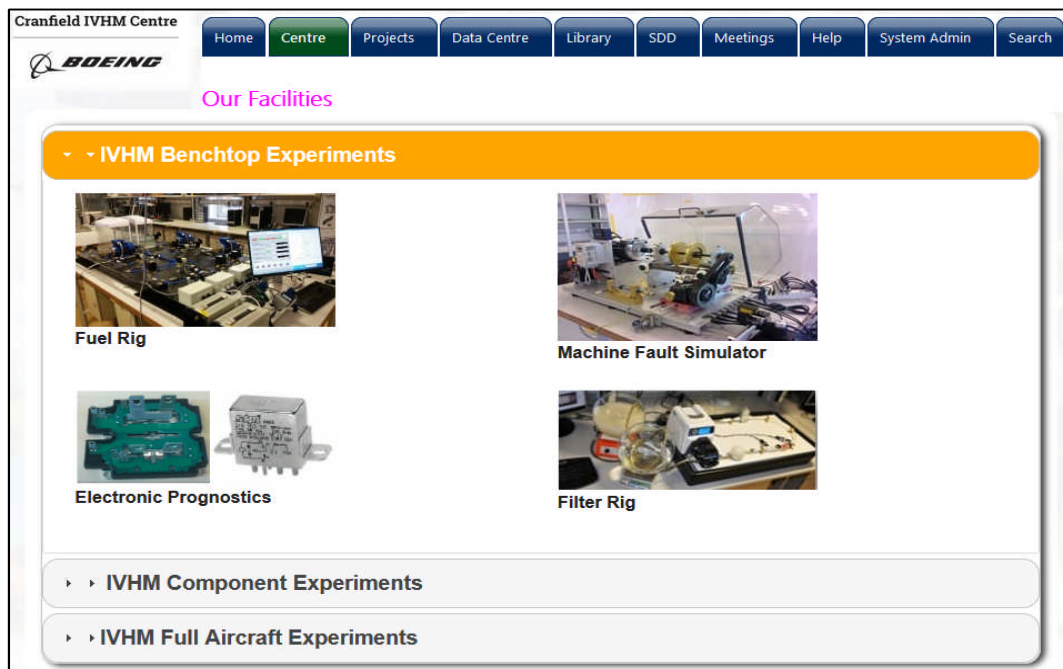 Cranfield IVHM Centre
BOEING
Home Centre Projects Data Centre Library SDD Meetings Help System Admin Search
Our Facilities
IVHM Benchtop Experiments
Fuel Rig
Machine Fault Simulator
Electronic Prognostics
Filter Rig
IVHM Component Experiments
IVHM Full Aircraft Experiments